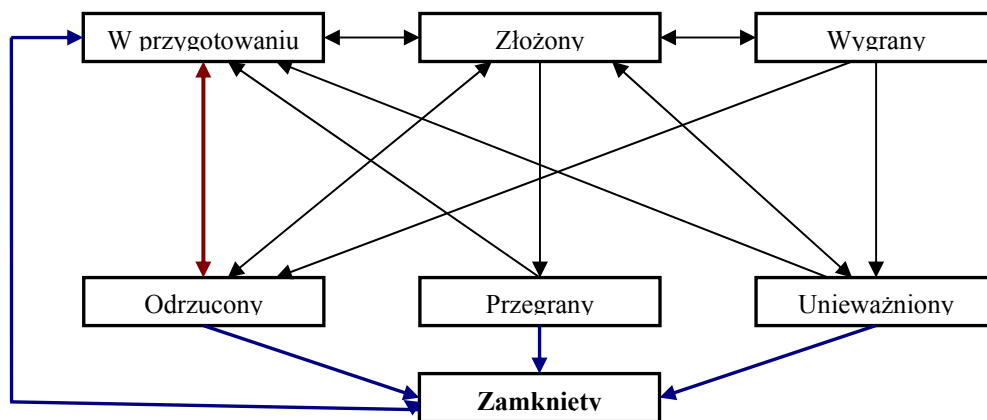 W przygotowaniu
Złożony
Wygrany
Odrzucony
Przegrany
Unieważniony
Zamknięty